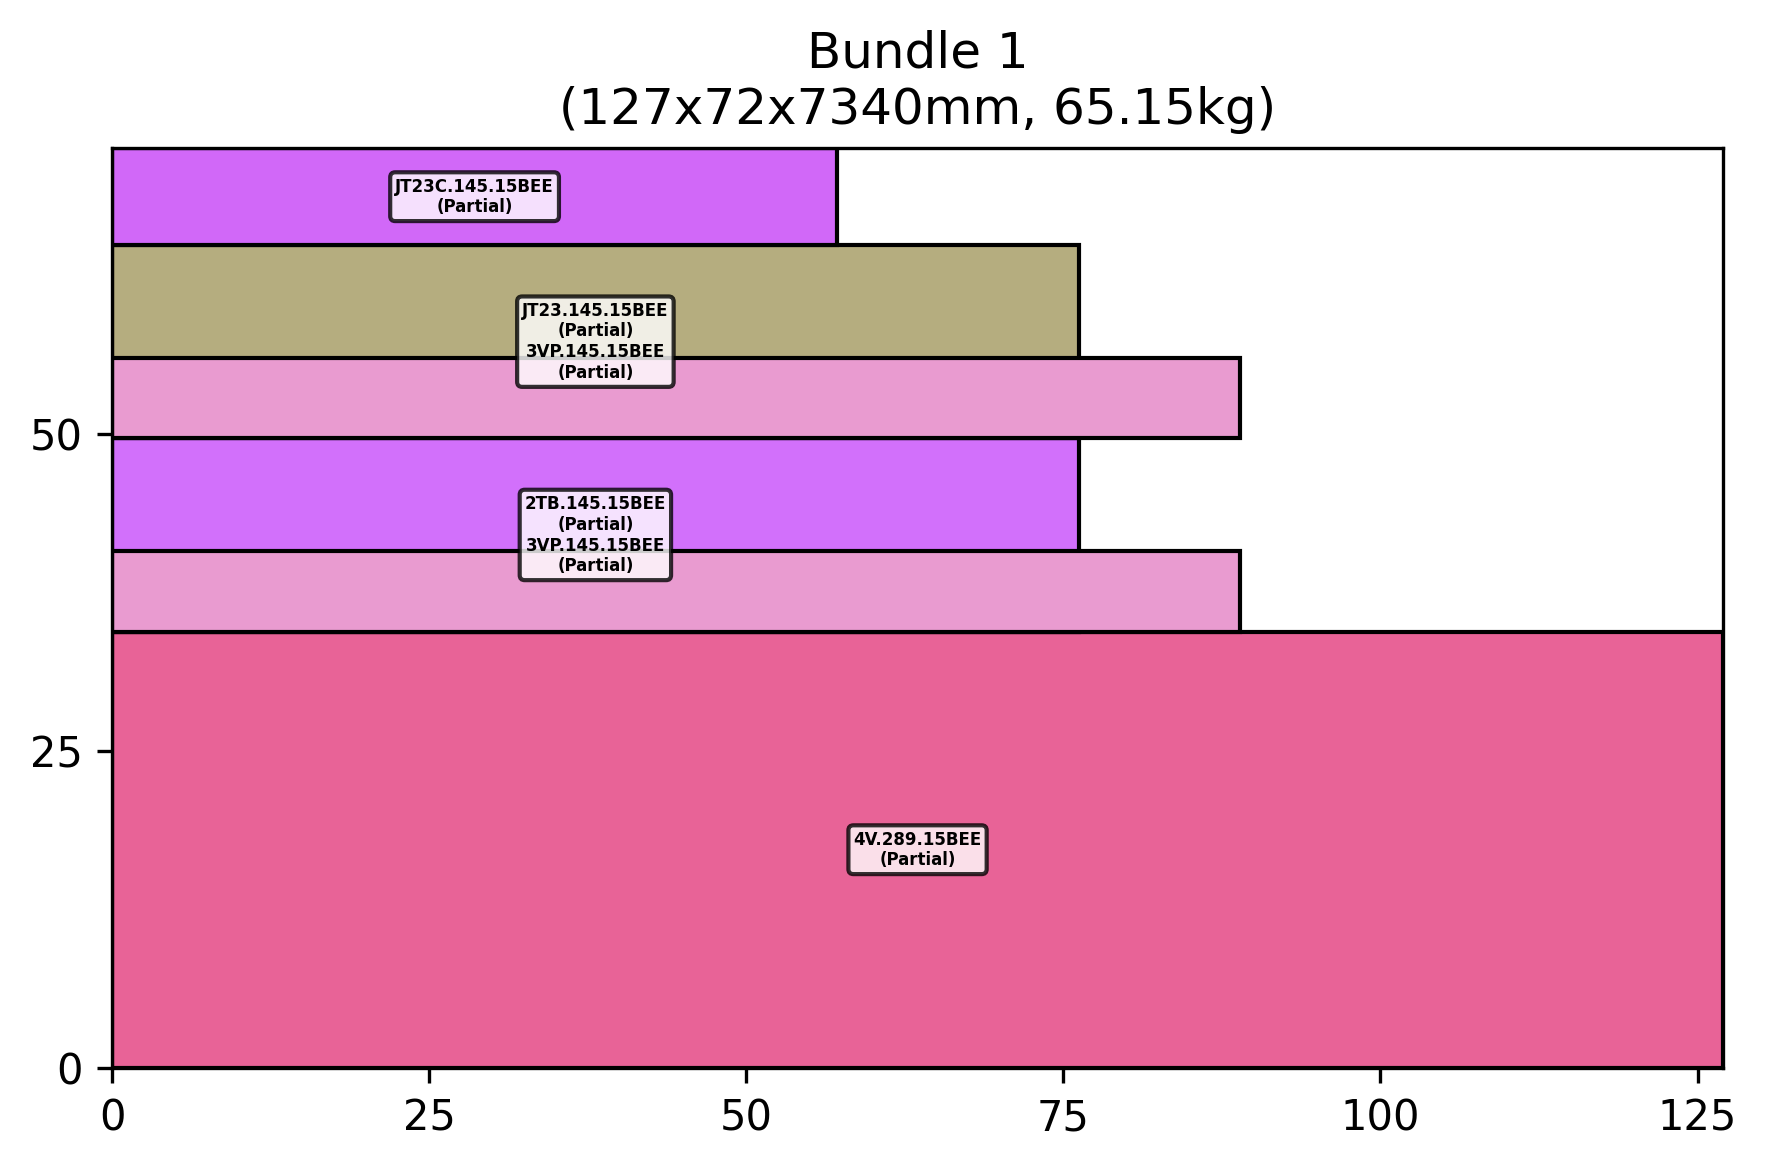 Bundle 1
(127x72x7340mm, 65.15kg)
JT23C.145.15BEE
(Partial)
JT23.145.15BEE
(Partial)
3VP.145.15BEE
(Partial)
50
2TB.145.15BEE
(Partial)
3VP.145.15BEE
(Partial)
25
4V.289.15BEE
(Partial)
0
0 25 50 75 100 125